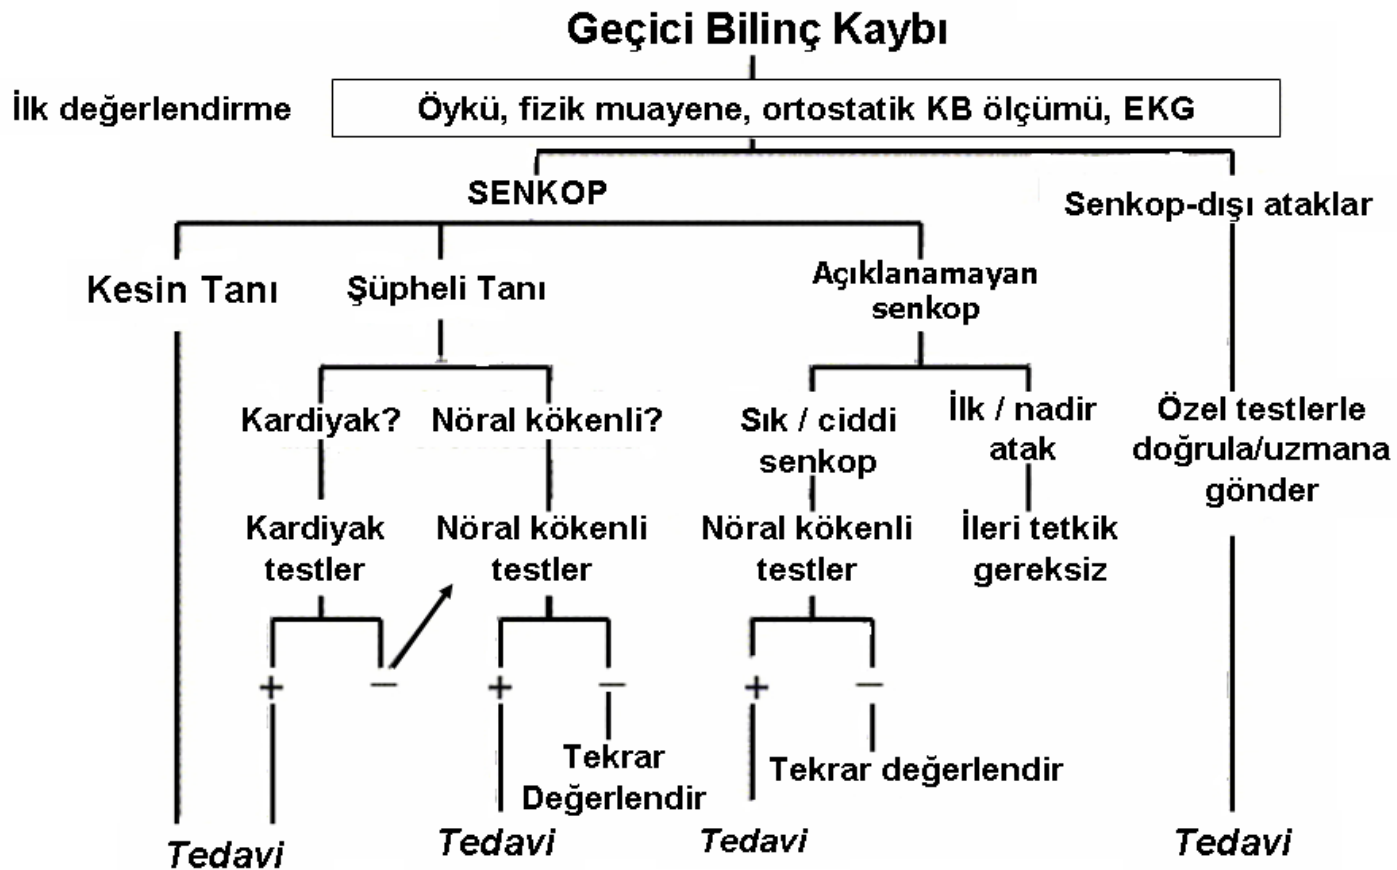 Geçici Bilinç Kaybı
İlk değerlendirme
Öykü, fizik muayene, ortostatik KB ölçümü, EKG
SENKOP
Senkop-dışı ataklar
Kesin Tanı
Şüpheli Tanı
Açıklanamayan
senkop
Kardiyak?
Nöral kökenli?
Sık / ciddi
senkop
İlk / nadir
atak
Özel testlerle
doğrula/uzmana
gönder
Kardiyak
testler
Nöral kökenli
testler
Nöral kökenli
testler
İleri tetkik
gereksiz
+
—
+
—
+
—
Tekrar
Değerlendir
Tekrar değerlendir
Tedavi
Tedavi
Tedavi
Tedavi